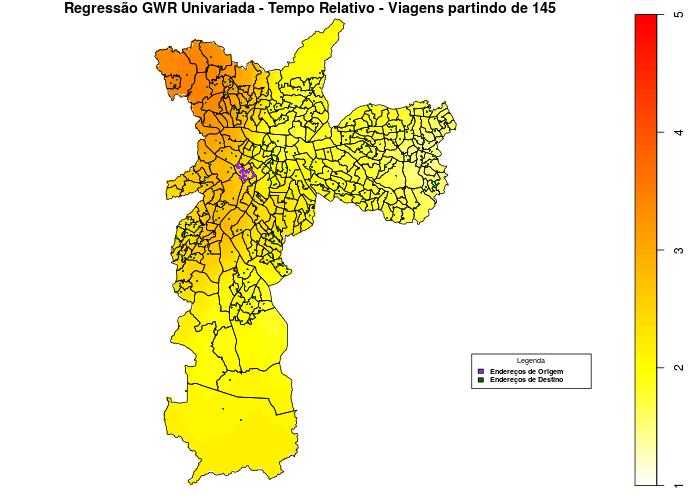 Regressão GWR Univariada - Tempo Relativo - Viagens partindo de 145
5
4
3
2
1
Legenda
Endereços de Origem
Endereços de Destino